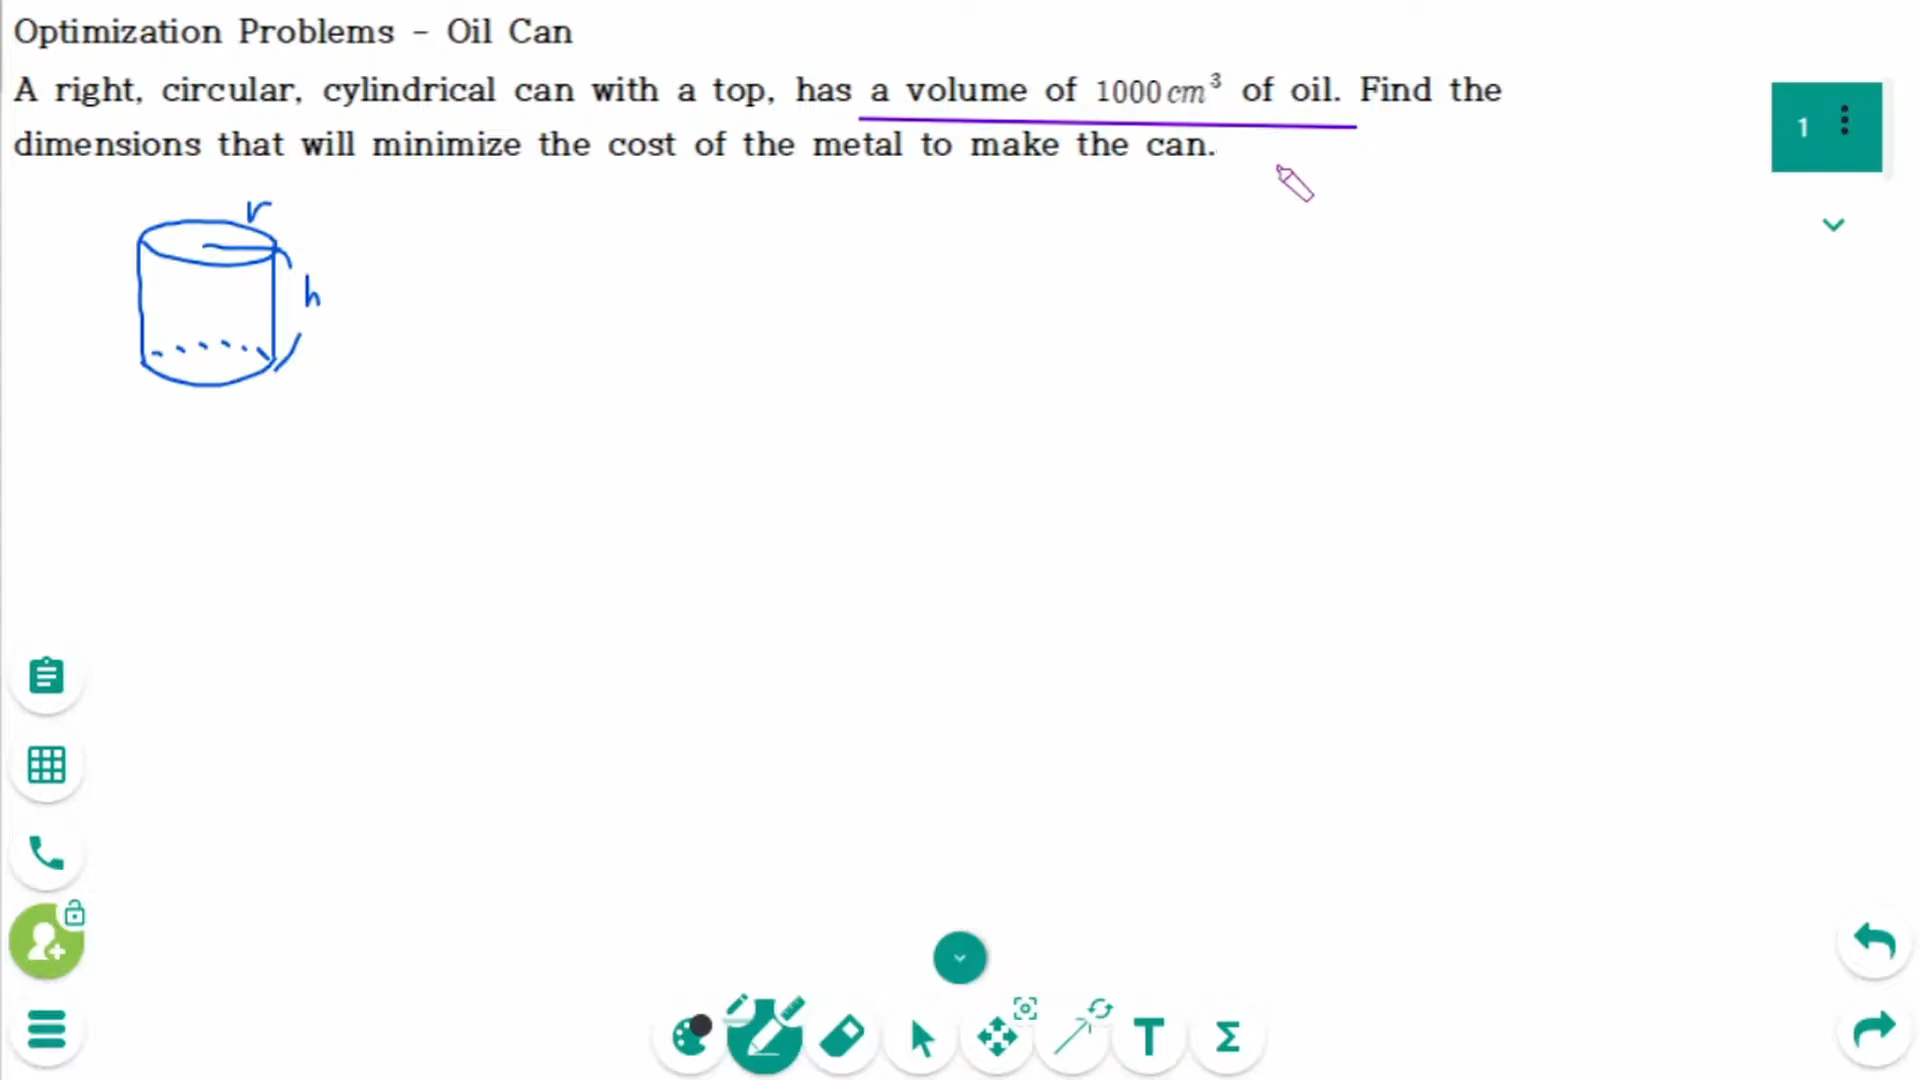 Optimization Problems - Oil Can
A right, circular, cylindrical can with a top, has a volume of 1000 cm³ of oil. Find the
dimensions that will minimize the cost of the metal to make the can.
1
r
h
T
Σ